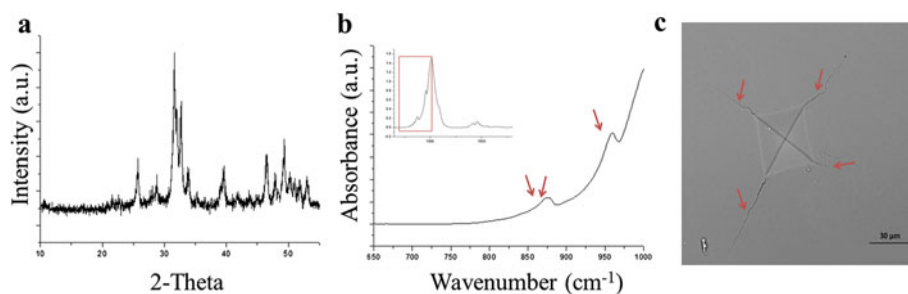 a
Intensity (a.u.)
10 20 30 40 50
2-Theta
b
Absorbance (a.u.)
650 700 750 800 850 900 950 1000
Wavenumber (cm-1)
c
30 µm